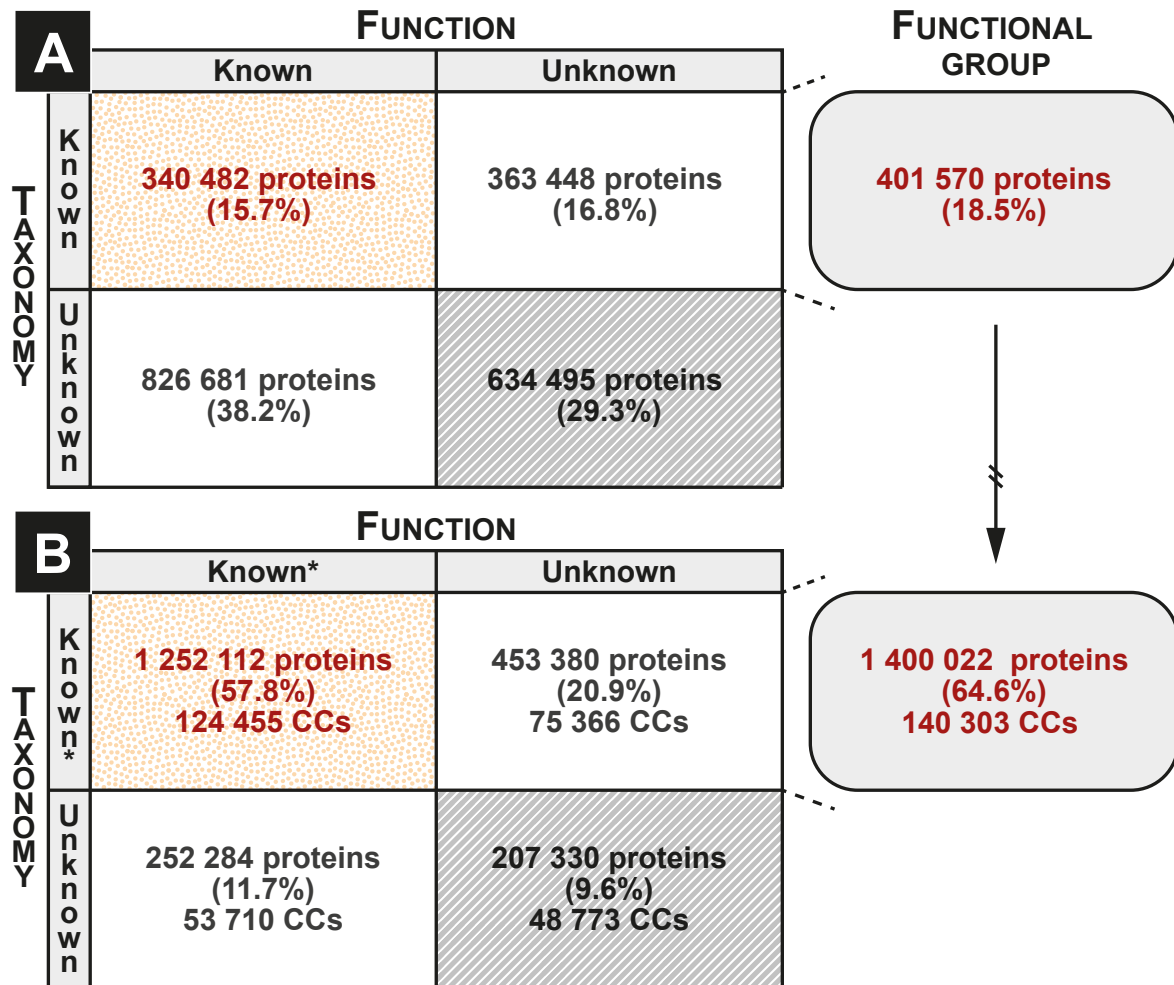 A
FUNCTION
FUNCTIONAL
GROUP
Known
Unknown
TAXONOMY
Known
340 482 proteins
(15.7%)
363 448 proteins
(16.8%)
401 570 proteins
(18.5%)
Unknown
826 681 proteins
(38.2%)
634 495 proteins
(29.3%)
B
FUNCTION
Known*
Unknown
TAXONOMY
Known*
1 252 112 proteins
(57.8%)
124 455 CCs
453 380 proteins
(20.9%)
75 366 CCs
1 400 022 proteins
(64.6%)
140 303 CCs
Unknown
252 284 proteins
(11.7%)
53 710 CCs
207 330 proteins
(9.6%)
48 773 CCs